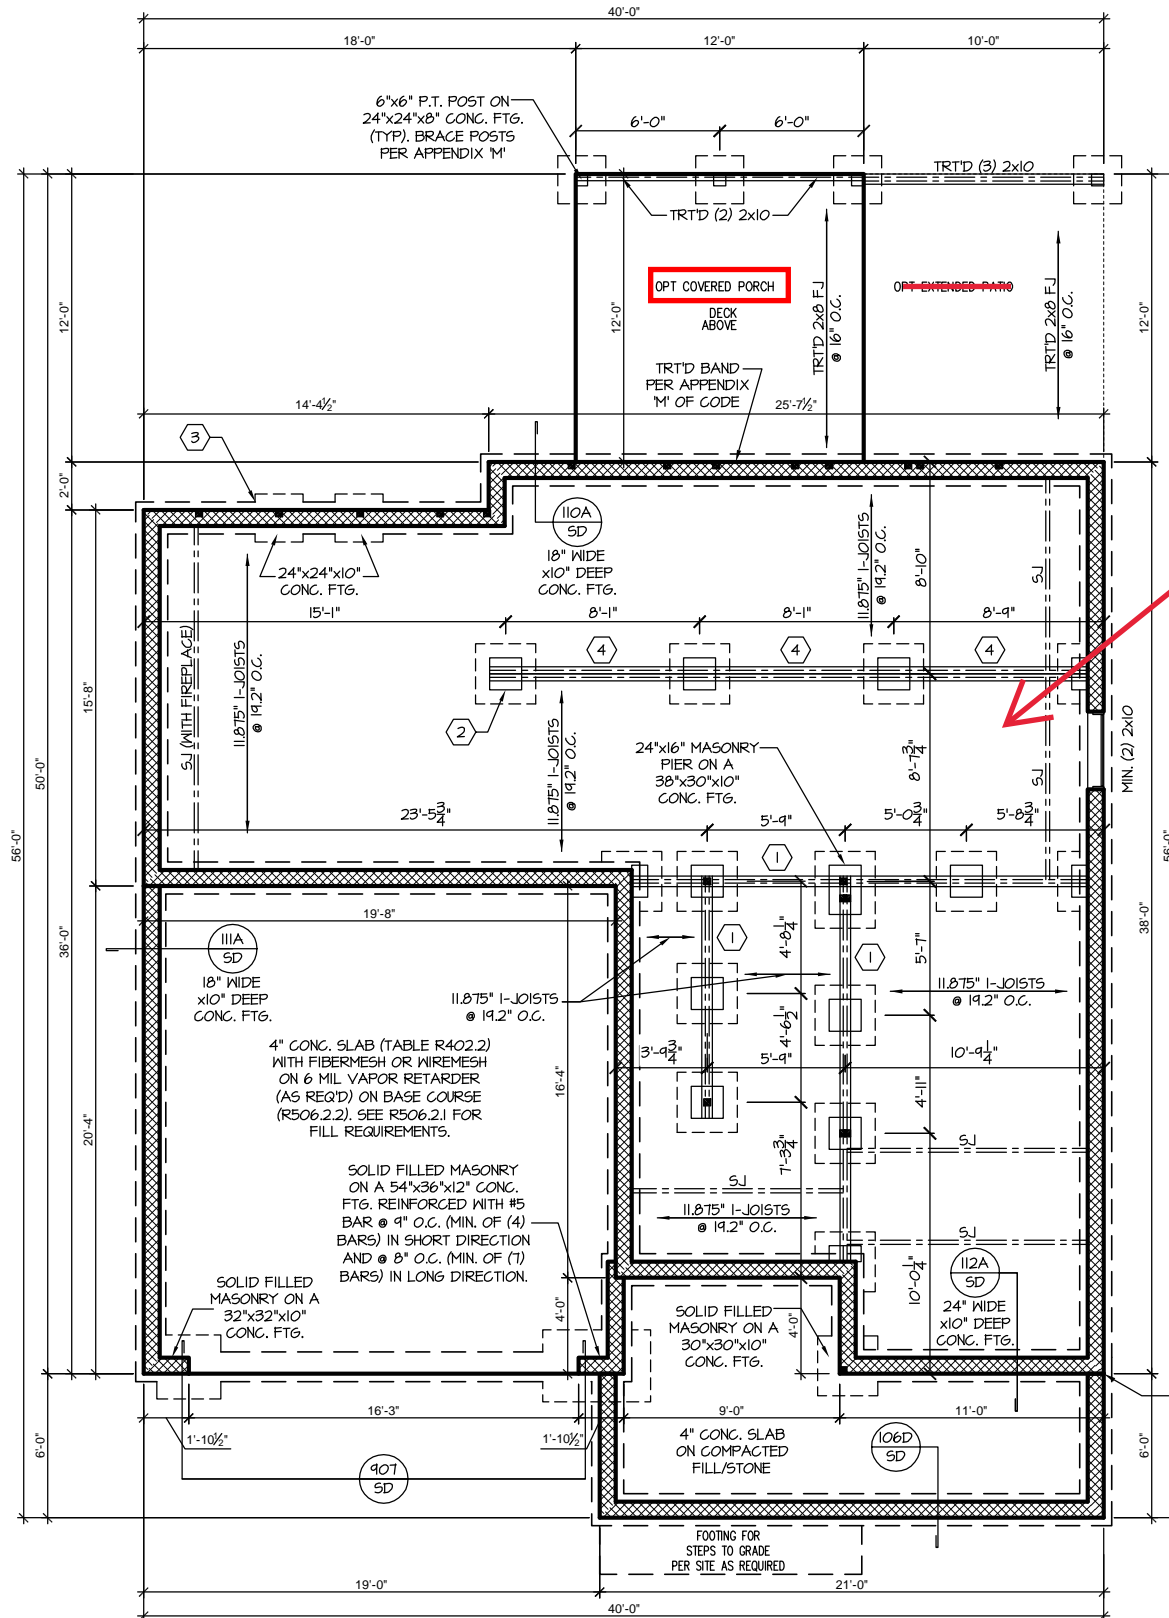 40'-0"
18'-0"
12'-0"
10'-0"
6"x6" P.T. POST ON
24"x24"x8" CONC. FTG.
(TYP). BRACE POSTS
PER APPENDIX 'M'
6'-0"
6'-0"
TRT'D (3) 2x10
TRT'D (2) 2x10
OPT COVERED PORCH
OPT EXTENDED PATIO
DECK
ABOVE
12'-0"
12'-0"
12'-0"
TRT'D 2x8 FJ
@ 16" O.C.
TRT'D 2x8 FJ
@ 16" O.C.
TRT'D BAND
PER APPENDIX
'M' OF CODE
14'-4½"
25'-7½"
3
2'-0"
110A
SD
18" WIDE
x10" DEEP
CONC. FTG.
24"x24"x10"
CONC. FTG.
11.875" I-JOISTS
@ 19.2" O.C.
8'-10"
SJ
15'-1"
8'-1"
8'-1"
8'-9"
4
4
4
SJ (WITH FIREPLACE)
11.875" I-JOISTS
@ 19.2" O.C.
15'-8"
2
11.875" I-JOISTS
@ 19.2" O.C.
24"x16" MASONRY
PIER ON A
38"x30"x10"
CONC. FTG.
8'-7¾"
SJ
MIN. (2) 2x10
50'-0"
56'-0"
56'-0"
23'-5¾"
5'-9"
5'-0¾"
5'-8¾"
1
19'-8"
36'-0"
38'-0"
111A
SD
18" WIDE
x10" DEEP
CONC. FTG.
1
1
4'-8¼"
5'-7"
11.875" I-JOISTS
@ 19.2" O.C.
11.875" I-JOISTS
@ 19.2" O.C.
4" CONC. SLAB (TABLE R402.2)
WITH FIBERMESH OR WIREMESH
ON 6 MIL VAPOR RETARDER
(AS REQ'D) ON BASE COURSE
(R506.2.2). SEE R506.2.1 FOR
FILL REQUIREMENTS.
4'-6½"
3'-9¾"
5'-9"
10'-9¼"
16'-4"
4'-11"
20'-4"
7'-3¾"
SJ
SJ
SJ
SOLID FILLED MASONRY
ON A 54"x36"x12" CONC.
FTG. REINFORCED WITH #5
BAR @ 9" O.C. (MIN. OF (4)
BARS) IN SHORT DIRECTION
AND @ 8" O.C. (MIN. OF (7)
BARS) IN LONG DIRECTION.
11.875" I-JOISTS
@ 19.2" O.C.
10'-0¼"
112A
SD
24" WIDE
x10" DEEP
CONC. FTG.
SOLID FILLED
MASONRY ON A
32"x32"x10"
CONC. FTG.
4'-0"
SOLID FILLED
MASONRY ON A
30"x30"x10"
CONC. FTG.
4'-0"
16'-3"
9'-0"
11'-0"
1'-10½"
1'-10½"
6'-0"
6'-0"
907
SD
4" CONC. SLAB
ON COMPACTED
FILL/STONE
106D
SD
FOOTING FOR
STEPS TO GRADE
PER SITE AS REQUIRED
19'-0"
21'-0"
40'-0"